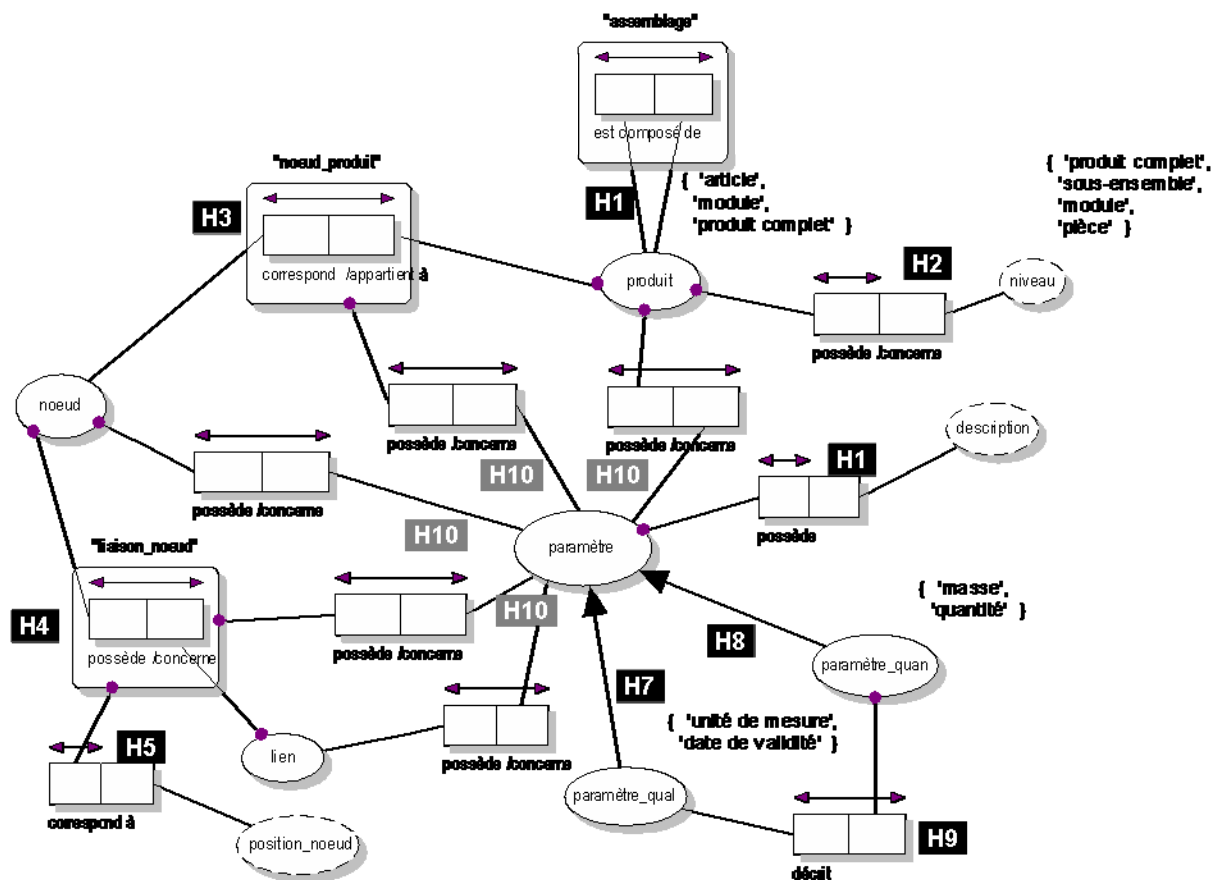 "assemblage"
est composé de
"noeud_produit"
{ 'produit complet',
'sous-ensemble',
'module',
'pièce' }
{ 'article',
'module',
'produit complet' }
H1
H3
correspond /appartient à
produit
H2
niveau
possède /concerne
noeud
possède /concerne
possède /concerne
description
H10
H10
H1
possède /concerne
possède
H10
paramètre
"liaison_noeud"
H10
{ 'masse',
'quantité' }
H4
possède /concerne
possède /concerne
H8
paramètre_quan
H7
{ 'unité de mesure',
'date de validité' }
H5
lien
possède /concerne
paramètre_qual
correspond à
position_noeud
H9
décrit